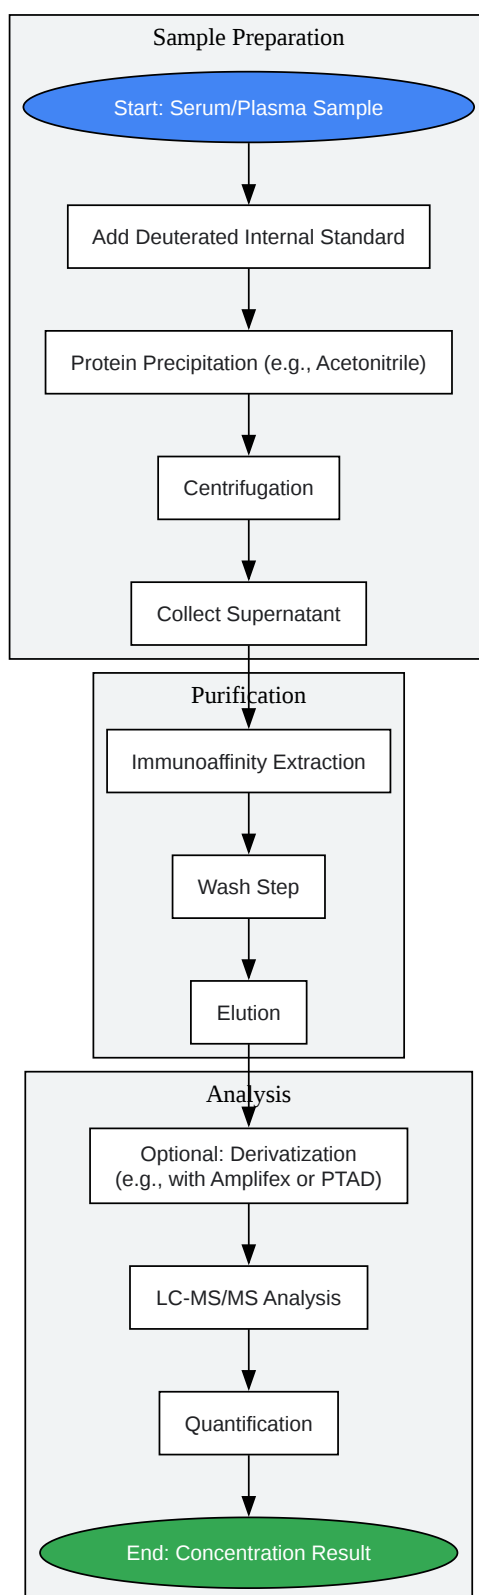 Sample Preparation
Start: Serum/Plasma Sample
Add Deuterated Internal Standard
Protein Precipitation (e.g., Acetonitrile)
Centrifugation
Collect Supernatant
Purification
Immunoaffinity Extraction
Wash Step
Elution
Analysis
Optional: Derivatization
(e.g., with Amplifex or PTAD)
LC-MS/MS Analysis
Quantification
End: Concentration Result